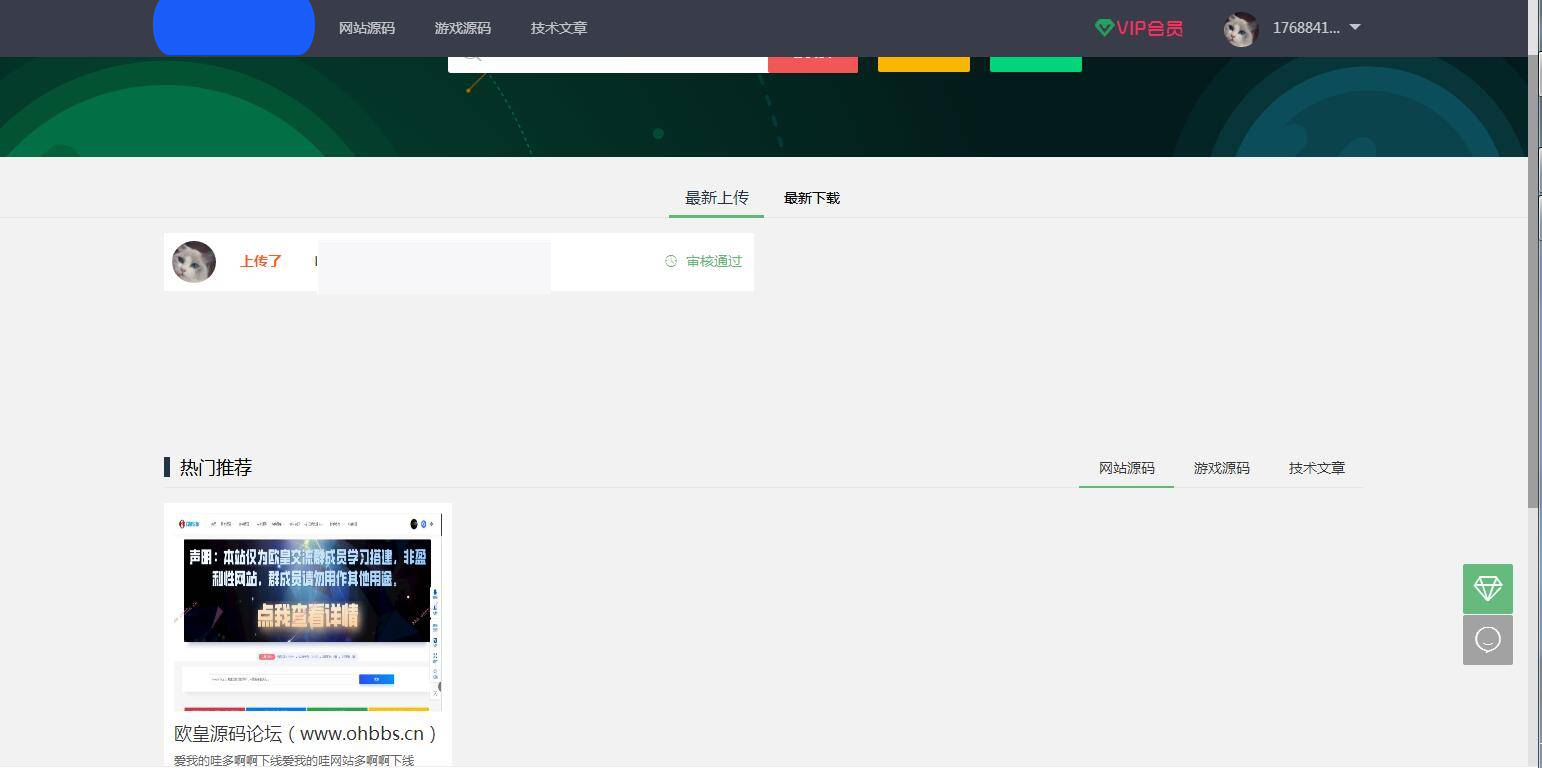 网站源码 游戏源码 技术文章 VIP会员 1768841...
最新上传 最新下载
上传了 审核通过
热门推荐 网站源码 游戏源码 技术文章
声明：本站仅为欧皇交流群成员学习搭建，非盈
利性网站，群成员请勿用作其他用途。
点我查看详情
欧皇源码论坛（www.ohbbs.cn）
爱我的哇多啊啊下线爱我的哇网站多啊啊下线